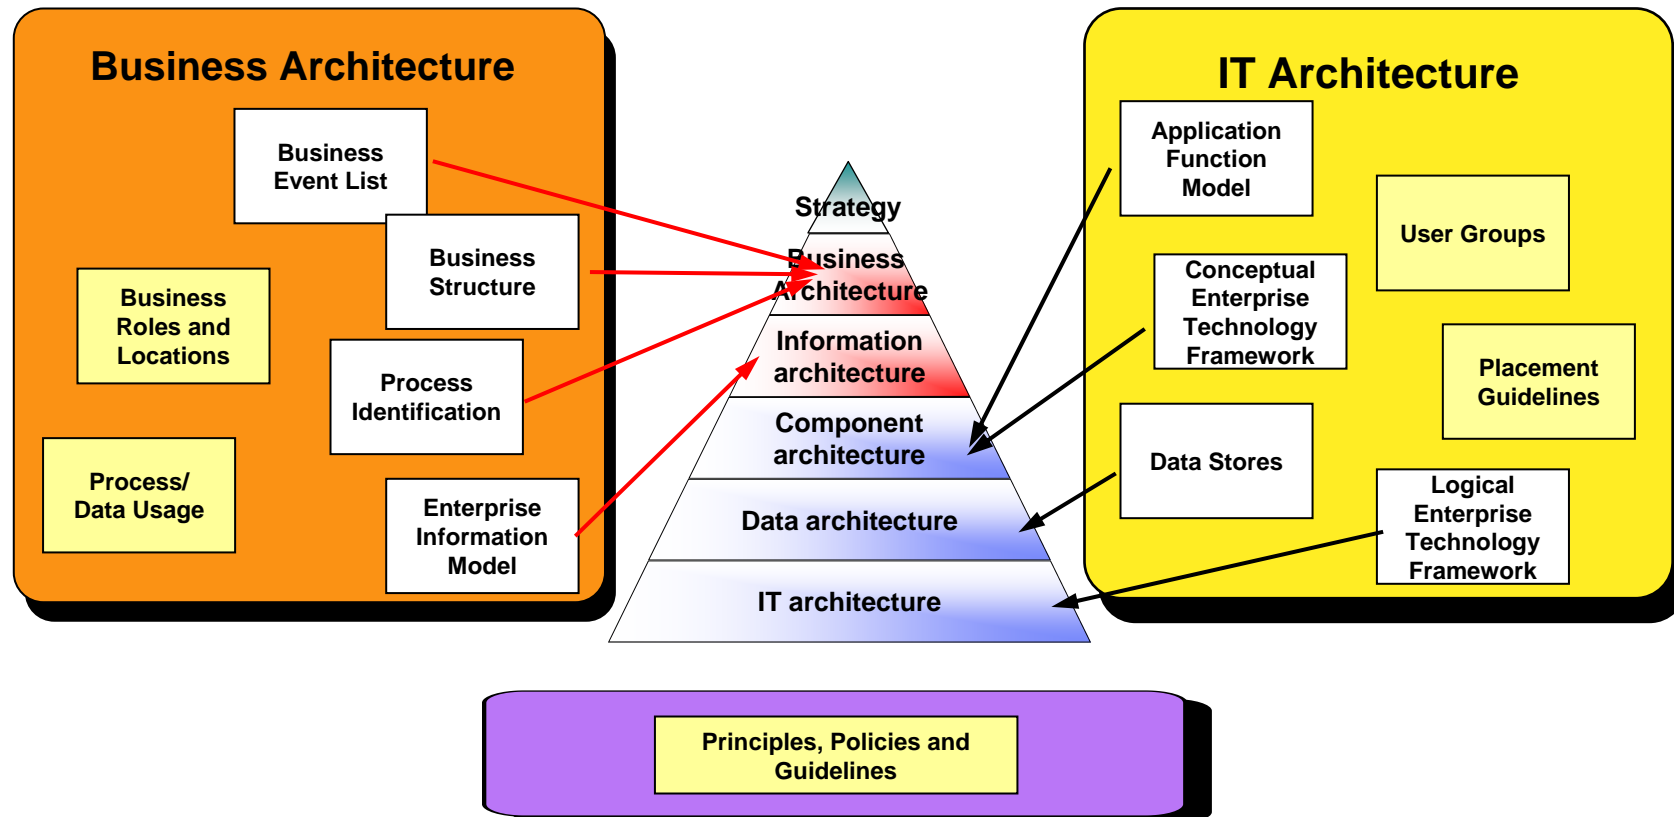 Business Architecture
Business
Event List
Business
Structure
Business
Roles and
Locations
Process
Identification
Process/
Data Usage
Enterprise
Information
Model
Strategy
Business
Architecture
Information
architecture
Component
architecture
Data architecture
IT architecture
IT Architecture
Application
Function
Model
User Groups
Conceptual
Enterprise
Technology
Framework
Placement
Guidelines
Data Stores
Logical
Enterprise
Technology
Framework
Principles, Policies and
Guidelines